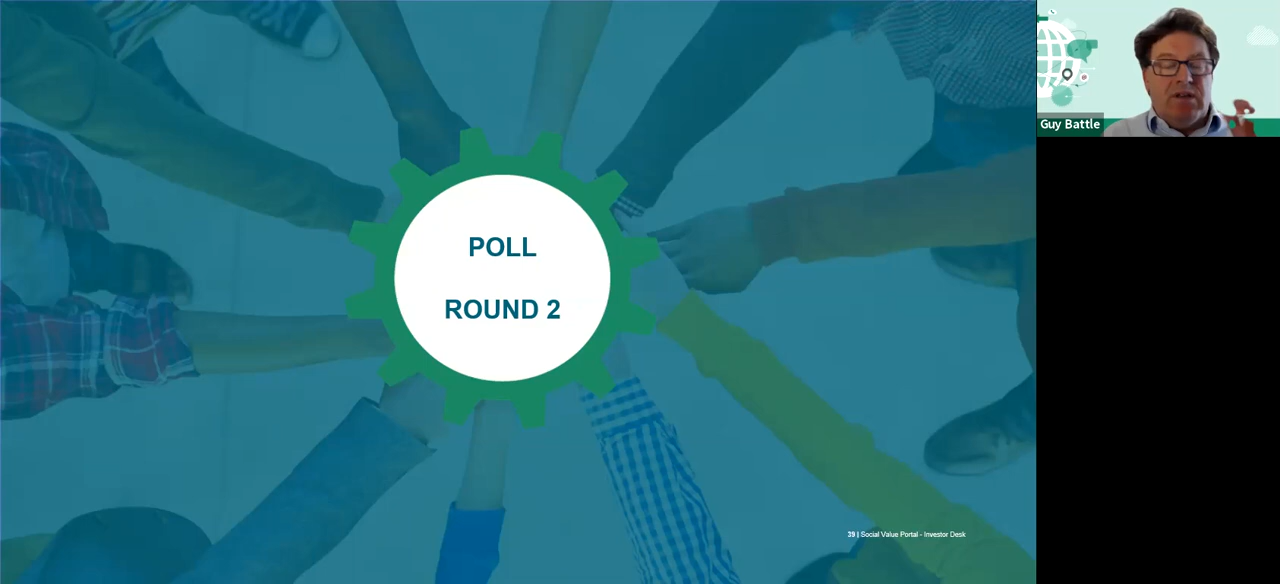 POLL
ROUND 2
39 | Social Value Portal - Investor Desk
Guy Battle